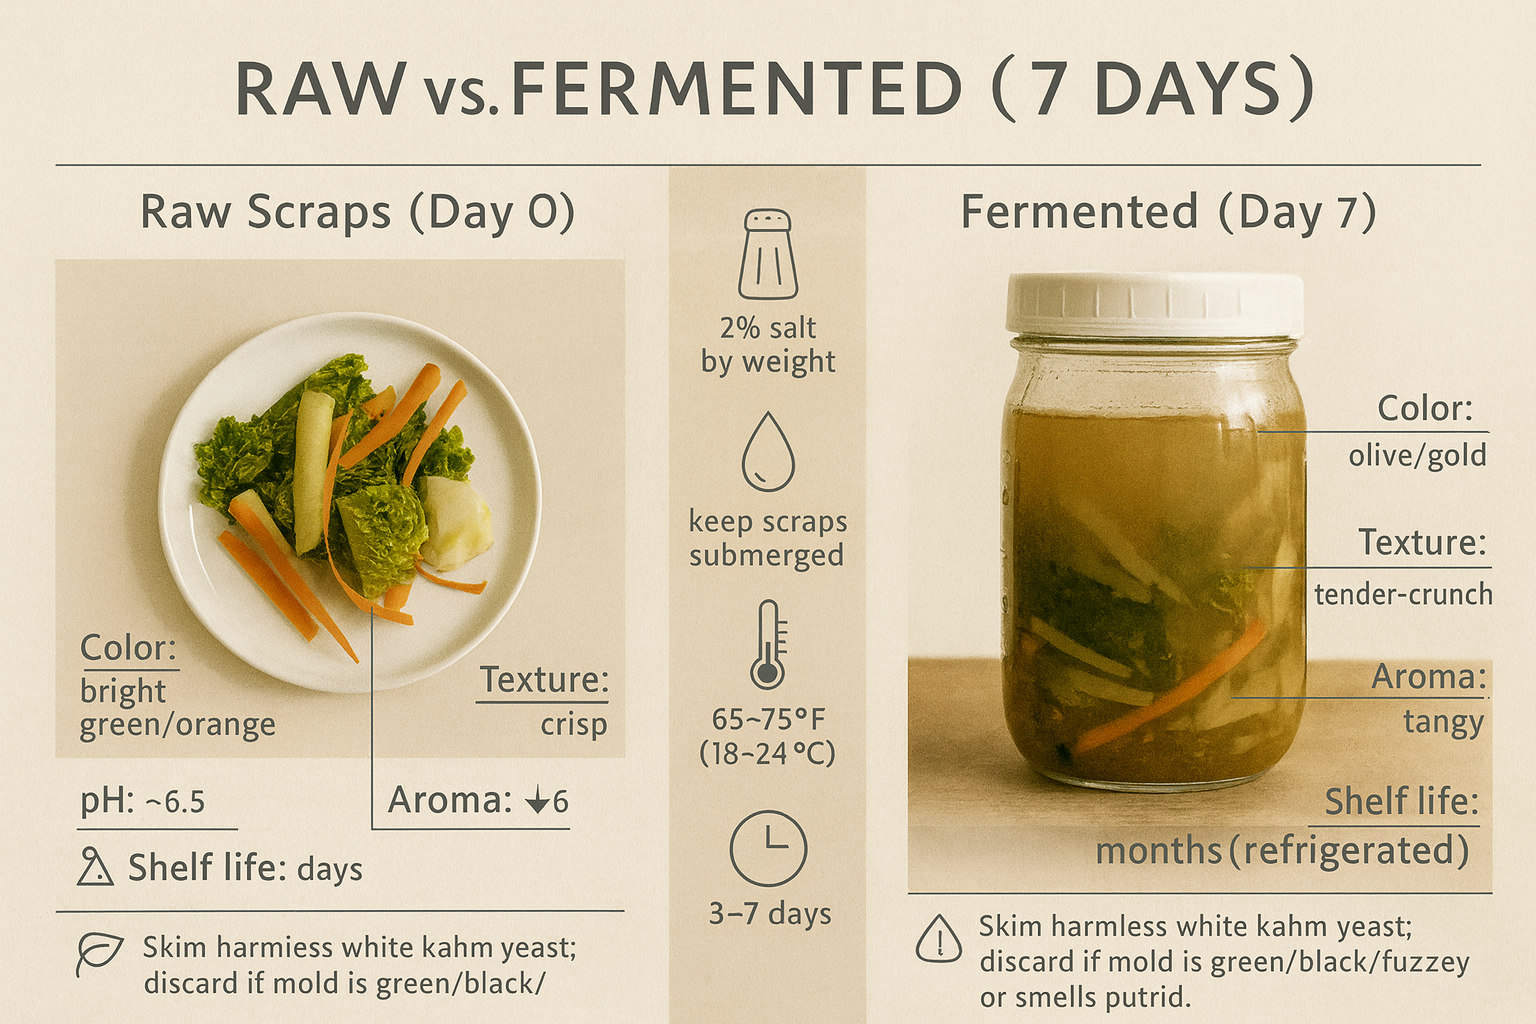 RAW vs. FERMENTED (7 DAYS)
Raw Scraps (Day 0)
Color:
bright
green/orange
Texture:
crisp
pH: ~6.5
Aroma: ↓6
Shelf life: days
Skim harmiess white kahm yeast;
discard if mold is green/black/
2% salt
by weight
keep scraps
submerged
65–75°F
(18–24°C)
3–7 days
Fermented (Day 7)
Color:
olive/gold
Texture:
tender-crunch
Aroma:
tangy
Shelf life:
months (refrigerated)
Skim harmless white kahm yeast;
discard if mold is green/black/fuzzey
or smells putrid.